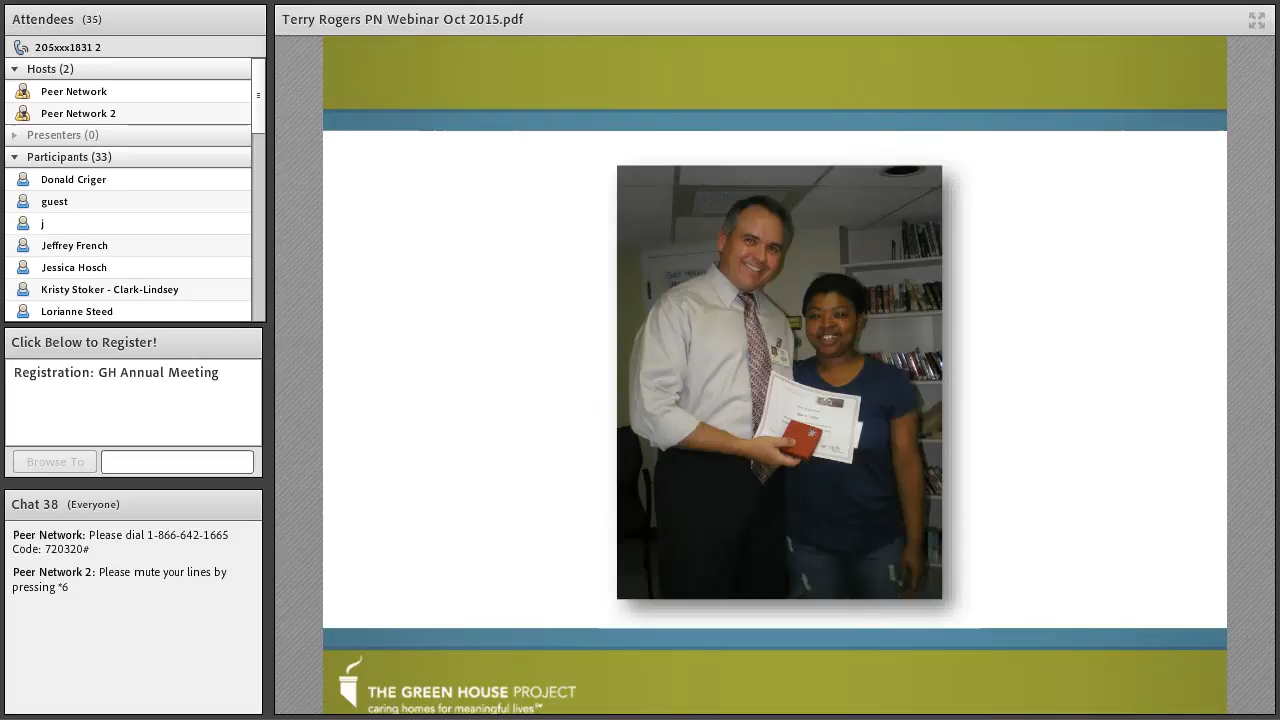 Attendees (35)
205xxx1831 2
Hosts (2)
Peer Network
Peer Network 2
Presenters (0)
Participants (33)
Donald Criger
guest
j
Jeffrey French
Jessica Hosch
Kristy Stoker - Clark-Lindsey
Lorianne Steed
Click Below to Register!
Registration: GH Annual Meeting
Browse To
Chat 38 (Everyone)
Peer Network: Please dial 1-866-642-1665
Code: 720320#
Peer Network 2: Please mute your lines by
pressing *6
Terry Rogers PN Webinar Oct 2015.pdf
THE GREEN HOUSE PROJECT
caring homes for meaningful lives℠